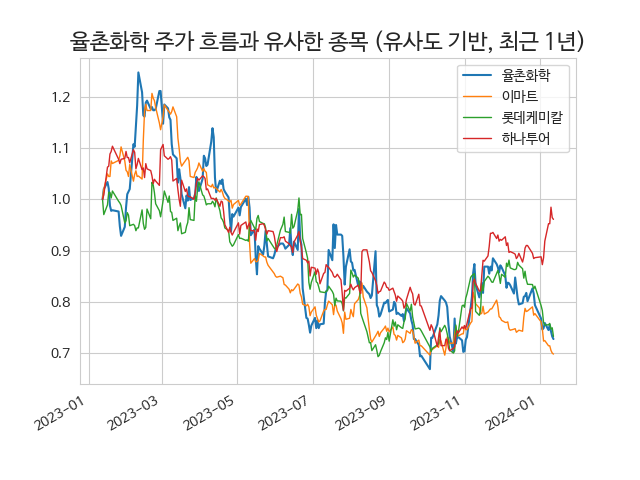 율촌화학 주가 흐름과 유사한 종목 (유사도 기반, 최근 1년)
율촌화학
이마트
롯데케미칼
하나투어
1.2
1.1
1.0
0.9
0.8
0.7
2023-01
2023-03
2023-05
2023-07
2023-09
2023-11
2024-01